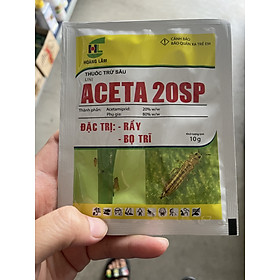 HOÀNG LÂM
CẢNH BÁO
BẢO QUẢN XA TRẺ EM
THUỐC TRỪ SÂU
ACETA 20SP
Thành phần: Acetamiprid: 20% w/w
Phụ gia: 80% w/w
ĐẶC TRỊ: - RẦY
- BỌ TRĨ
10g